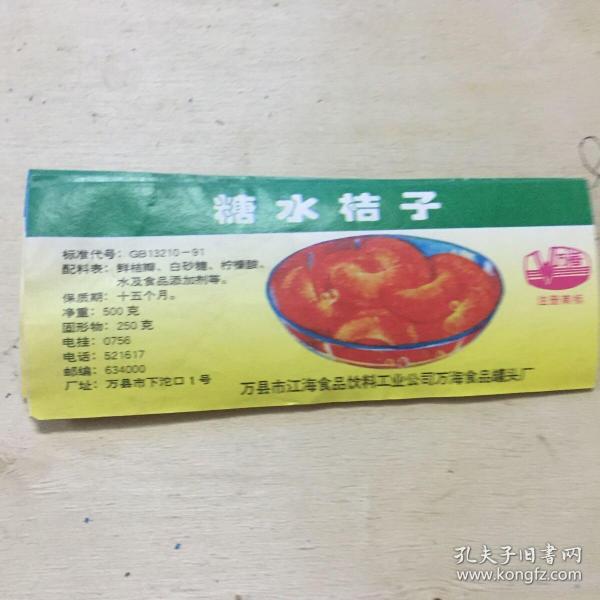 糖水桔子
标准代号：GB13210-91
配料表：鲜桔瓣、白砂糖、柠檬酸、
水及食品添加剂等。
保质期：十五个月。
净重：500克
固形物：250克
电挂：0756
电话：521617
邮编：634000
厂址：万县市下沱口1号
万海
注册商标
万县市江海食品饮料工业公司万海食品罐头厂
孔夫子旧書网
www.kongfz.com